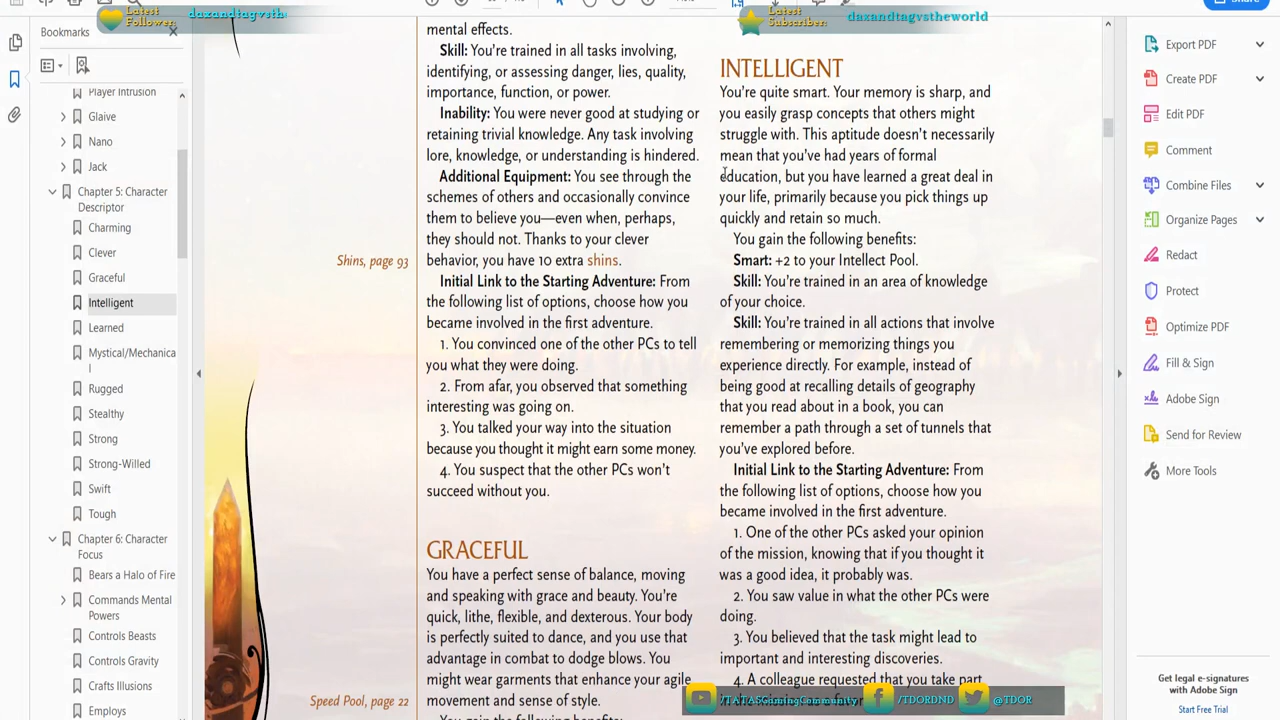 Latest
Follower:
daxandtagvsthe
Latest
Subscriber:
daxandtagvstheworld
Bookmarks
Player Intrusion
Glaive
Nano
Jack
Chapter 5: Character
Descriptor
Charming
Clever
Graceful
Intelligent
Learned
Mystical/Mechanica
l
Rugged
Stealthy
Strong
Strong-Willed
Swift
Tough
Chapter 6: Character
Focus
Bears a Halo of Fire
Commands Mental
Powers
Controls Beasts
Controls Gravity
Crafts Illusions
Employs
Shins, page 93
Speed Pool, page 22
mental effects.
Skill: You're trained in all tasks involving,
identifying, or assessing danger, lies, quality,
importance, function, or power.
Inability: You were never good at studying or
retaining trivial knowledge. Any task involving
lore, knowledge, or understanding is hindered.
Additional Equipment: You see through the
schemes of others and occasionally convince
them to believe you—even when, perhaps,
they should not. Thanks to your clever
behavior, you have 10 extra shins.
Initial Link to the Starting Adventure: From
the following list of options, choose how you
became involved in the first adventure.
1. You convinced one of the other PCs to tell
you what they were doing.
2. From afar, you observed that something
interesting was going on.
3. You talked your way into the situation
because you thought it might earn some money.
4. You suspect that the other PCs won't
succeed without you.
GRACEFUL
You have a perfect sense of balance, moving
and speaking with grace and beauty. You're
quick, lithe, flexible, and dexterous. Your body
is perfectly suited to dance, and you use that
advantage in combat to dodge blows. You
might wear garments that enhance your agile
movement and sense of style.
You gain the following benefits:
INTELLIGENT
You're quite smart. Your memory is sharp, and
you easily grasp concepts that others might
struggle with. This aptitude doesn't necessarily
mean that you've had years of formal
education, but you have learned a great deal in
your life, primarily because you pick things up
quickly and retain so much.
You gain the following benefits:
Smart: +2 to your Intellect Pool.
Skill: You're trained in an area of knowledge
of your choice.
Skill: You're trained in all actions that involve
remembering or memorizing things you
experience directly. For example, instead of
being good at recalling details of geography
that you read about in a book, you can
remember a path through a set of tunnels that
you've explored before.
Initial Link to the Starting Adventure: From
the following list of options, choose how you
became involved in the first adventure.
1. One of the other PCs asked your opinion
of the mission, knowing that if you thought it
was a good idea, it probably was.
2. You saw value in what the other PCs were
doing.
3. You believed that the task might lead to
important and interesting discoveries.
4. A colleague requested that you take part
/TATASGamingCommunity
/TDORDND
@TDOR
Share
Export PDF
Create PDF
Edit PDF
Comment
Combine Files
Organize Pages
Redact
Protect
Optimize PDF
Fill & Sign
Adobe Sign
Send for Review
More Tools
Get legal e-signatures
with Adobe Sign
Start Free Trial